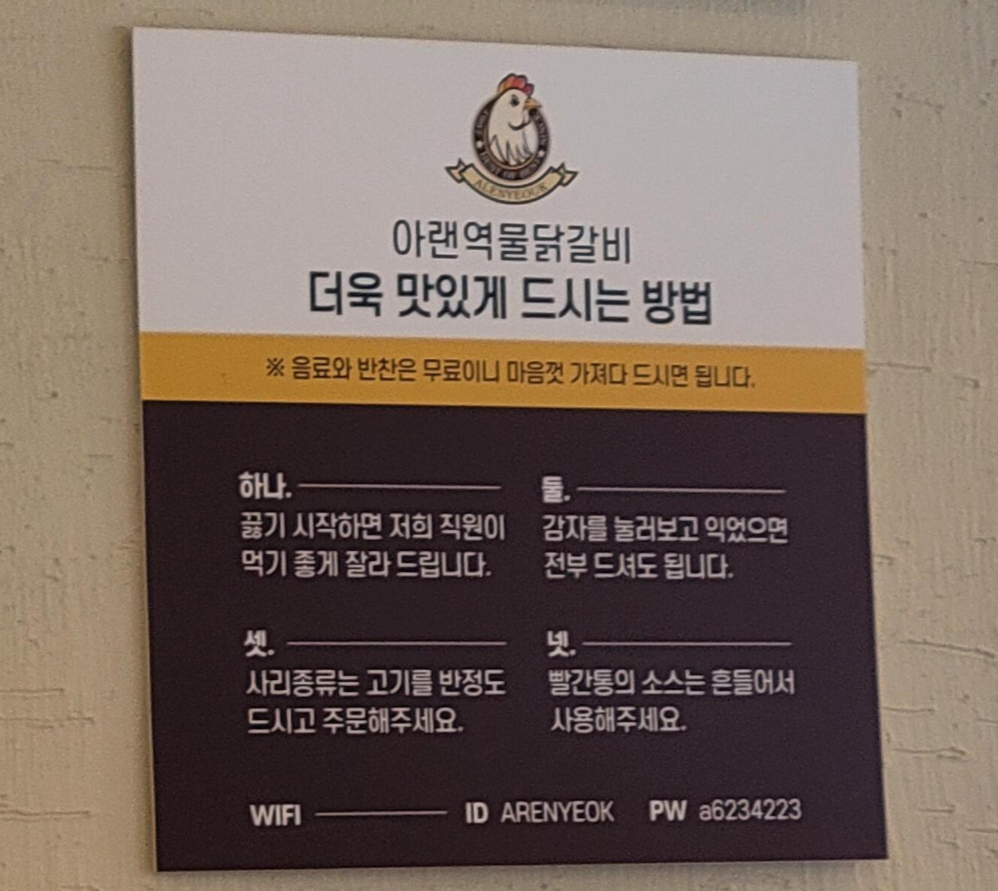 BEST OF BEST
ALENYEOUK
아랜역물닭갈비
더욱 맛있게 드시는 방법
※ 음료와 반찬은 무료이니 마음껏 가져다 드시면 됩니다.
하나.
끓기 시작하면 저희 직원이
먹기 좋게 잘라 드립니다.
둘.
감자를 눌러보고 익었으면
전부 드셔도 됩니다.
셋.
사리종류는 고기를 반정도
드시고 주문해주세요.
넷.
빨간통의 소스는 흔들어서
사용해주세요.
WIFI ID ARENYEOK PW a6234223